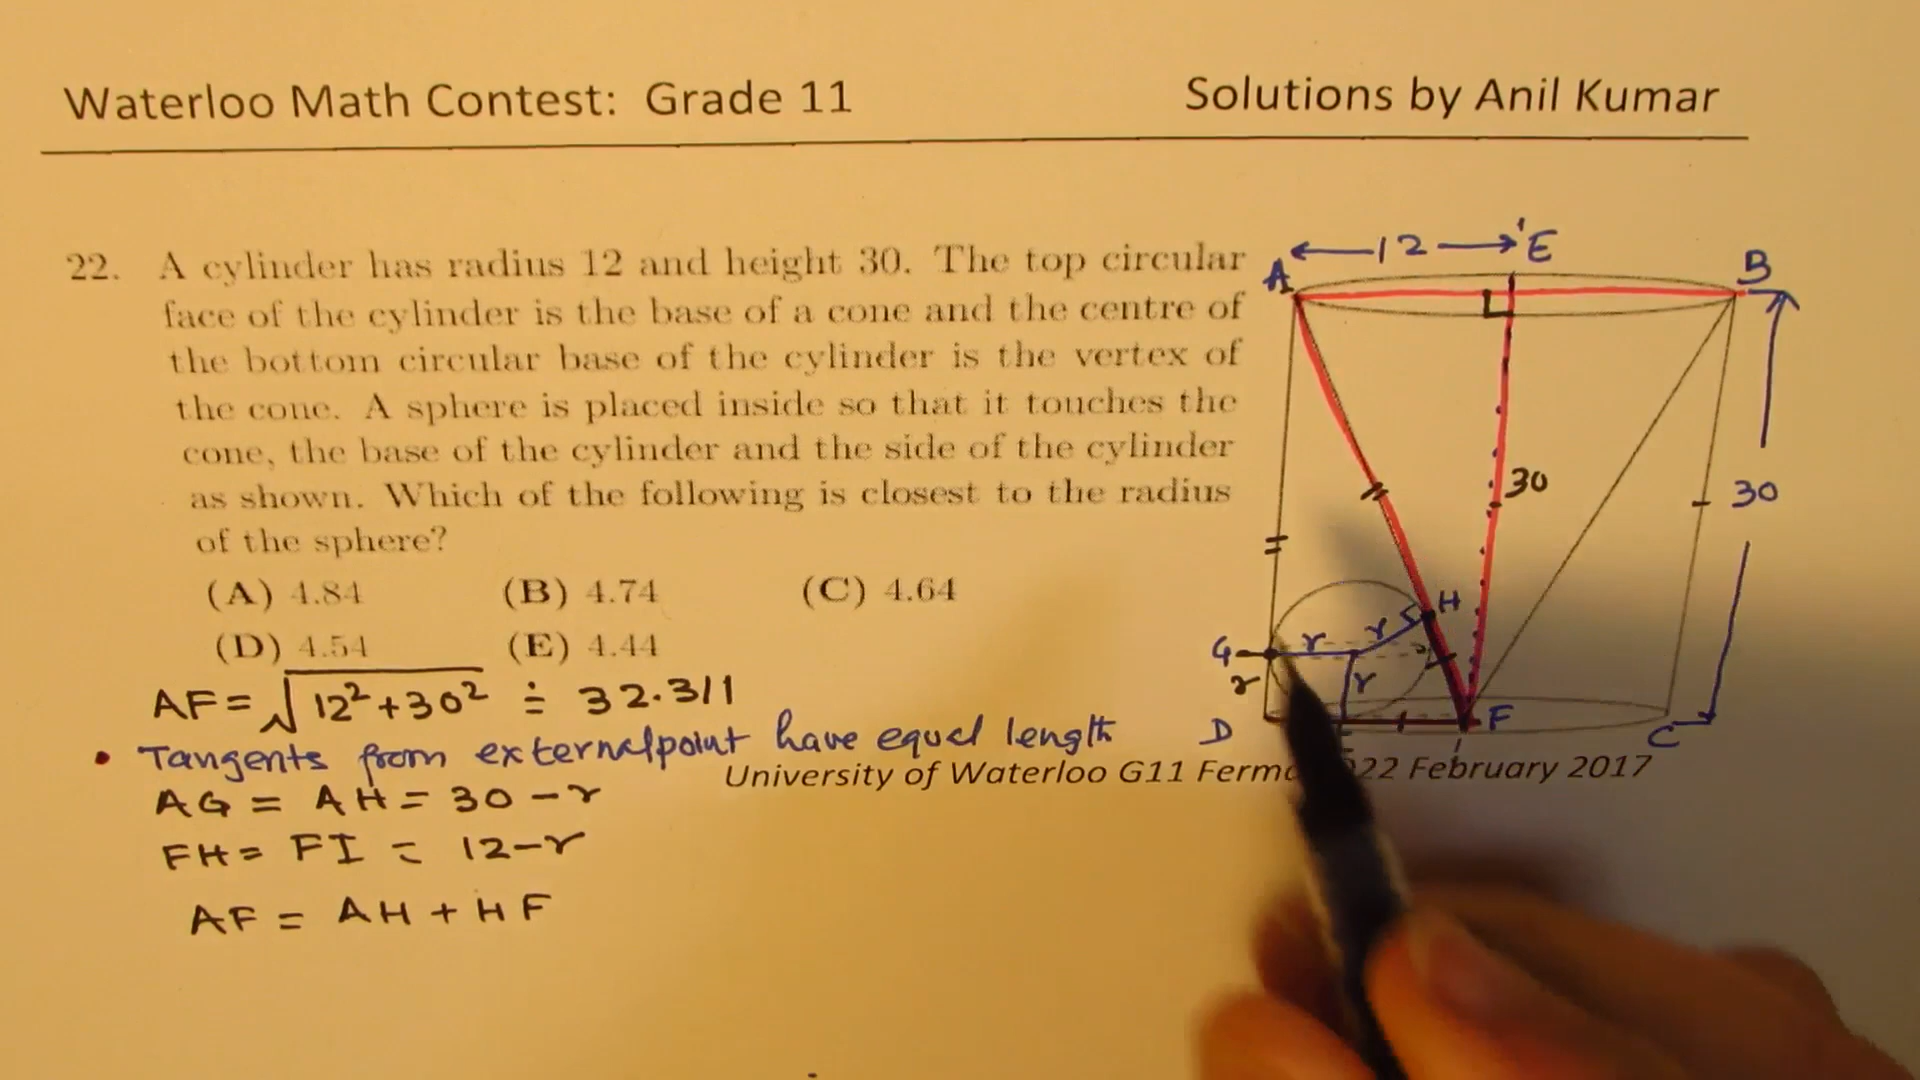 Waterloo Math Contest: Grade 11
Solutions by Anil Kumar
22. A cylinder has radius 12 and height 30. The top circular
face of the cylinder is the base of a cone and the centre of
the bottom circular base of the cylinder is the vertex of
the cone. A sphere is placed inside so that it touches the
cone, the base of the cylinder and the side of the cylinder
as shown. Which of the following is closest to the radius
of the sphere?
(A) 4.84 (B) 4.74 (C) 4.64
(D) 4.54 (E) 4.44
AF = √12² + 30² ≐ 32.311
• Tangents from external point have equal length
AG = AH = 30 - r
FH = FI = 12 - r
AF = AH + HF
12 E
A B
30
30
H
G r r
r r
D F C
University of Waterloo G11 22 February 2017